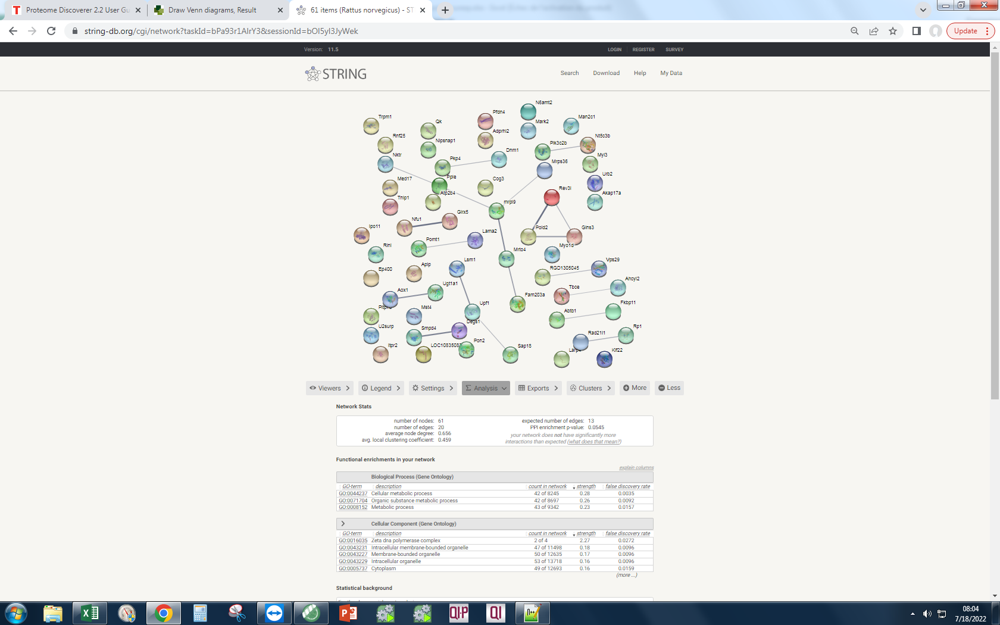 Proteome Discoverer 2.2 User Gu
Draw Venn diagrams, Result
61 items (Rattus norvegicus) - ST
string-db.org/cgi/network?taskId=bPa93r1AlrY3&sessionId=bOl5yl3JyWek
Update
Version: 11.5
LOGIN
REGISTER
SURVEY
STRING
Search
Download
Help
My Data
N6amt2
Pfdn4
Trpm1
Man2c1
Qk
Mark2
Adprhl2
Rnf25
Nt5c3b
Nipsnap1
Pik3c2b
Dnm1
Nktr
Myl3
Pkp4
Mrps36
Urb2
Med17
Ppie
Cog3
Rev3l
Atp2b4
Akap17a
Tnip1
mrpl9
Glrx5
Nfu1
Ipo11
Lama2
Pold2
Gins3
Pomt1
Rlnl
Mrto4
Myo1d
Lsm1
Vps29
Apip
Ep400
RGD1305045
Ahcyl2
Aox1
Ugt1a1
Tbce
Fam203a
Mst4
Upf1
Fkbp11
Abtb1
U2surp
Degs1
Smpd4
Rad21l1
Rp1
Itpr2
LOC10835083
Pon2
Sap18
Larp4
Klf22
Viewers
Legend
Settings
Analysis
Exports
Clusters
More
Less
Network Stats
number of nodes: 61
expected number of edges: 13
number of edges: 20
PPI enrichment p-value: 0.0545
average node degree: 0.656
your network does not have significantly more
avg. local clustering coefficient: 0.459
interactions than expected (what does that mean?)
Functional enrichments in your network
explain columns
Biological Process (Gene Ontology)
GO-term description count in network strength false discovery rate
GO:0044237 Cellular metabolic process 42 of 8245 0.28 0.0035
GO:0071704 Organic substance metabolic process 42 of 8697 0.26 0.0092
GO:0008152 Metabolic process 43 of 9342 0.23 0.0157
Cellular Component (Gene Ontology)
GO-term description count in network strength false discovery rate
GO:0016035 Zeta dna polymerase complex 2 of 4 2.27 0.0272
GO:0043231 Intracellular membrane-bounded organelle 47 of 11498 0.18 0.0096
GO:0043227 Membrane-bounded organelle 50 of 12635 0.17 0.0096
GO:0043229 Intracellular organelle 53 of 13718 0.16 0.0096
GO:0005737 Cytoplasm 49 of 12693 0.16 0.0159
(more ...)
Statistical background
QI-P
QI
08:04
7/18/2022